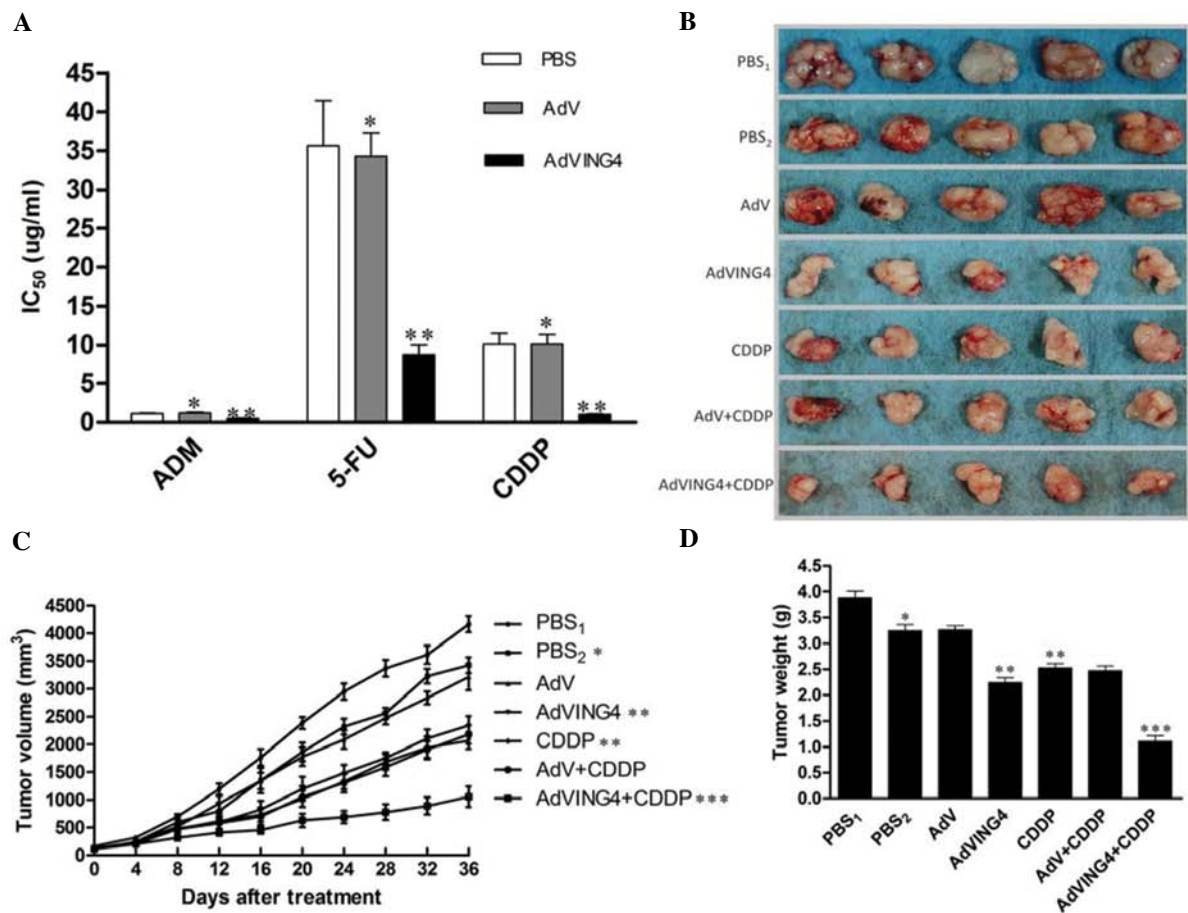 A
PBS
AdV
AdVING4
IC50 (ug/ml)
45
40
35
30
25
20
15
10
5
0
*
**
*
**
*
**
ADM
5-FU
CDDP
B
PBS1
PBS2
AdV
AdVING4
CDDP
AdV+CDDP
AdVING4+CDDP
C
Tumor volume (mm3)
4500
4000
3500
3000
2500
2000
1500
1000
500
0
0 4 8 12 16 20 24 28 32 36
Days after treatment
PBS1
PBS2 *
AdV
AdVING4 **
CDDP **
AdV+CDDP
AdVING4+CDDP ***
D
Tumor weight (g)
4.5
4.0
3.5
3.0
2.5
2.0
1.5
1.0
0.5
0.0
*
**
**
***
PBS1
PBS2
AdV
AdVING4
CDDP
AdV+CDDP
AdVING4+CDDP